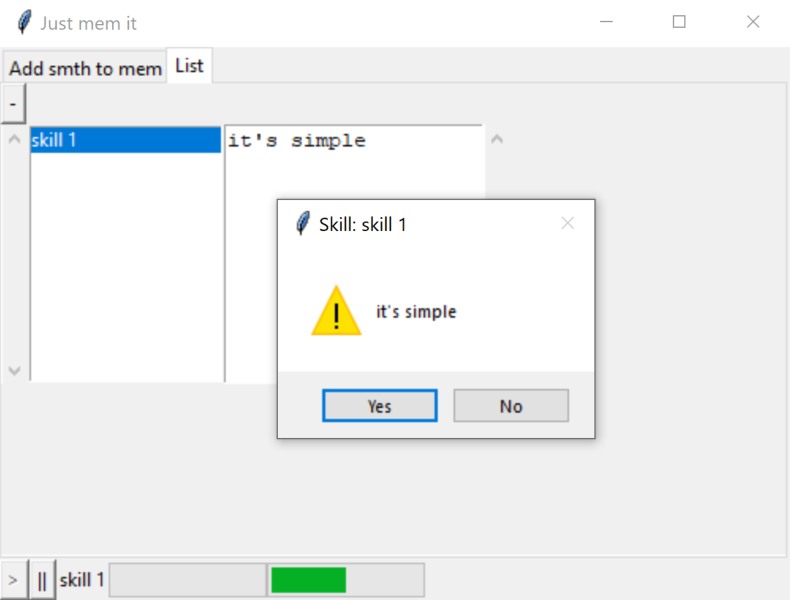 Just mem it
Add smth to mem
List
-
skill 1
it's simple
Skill: skill 1
it's simple
Yes
No
>
||
skill 1